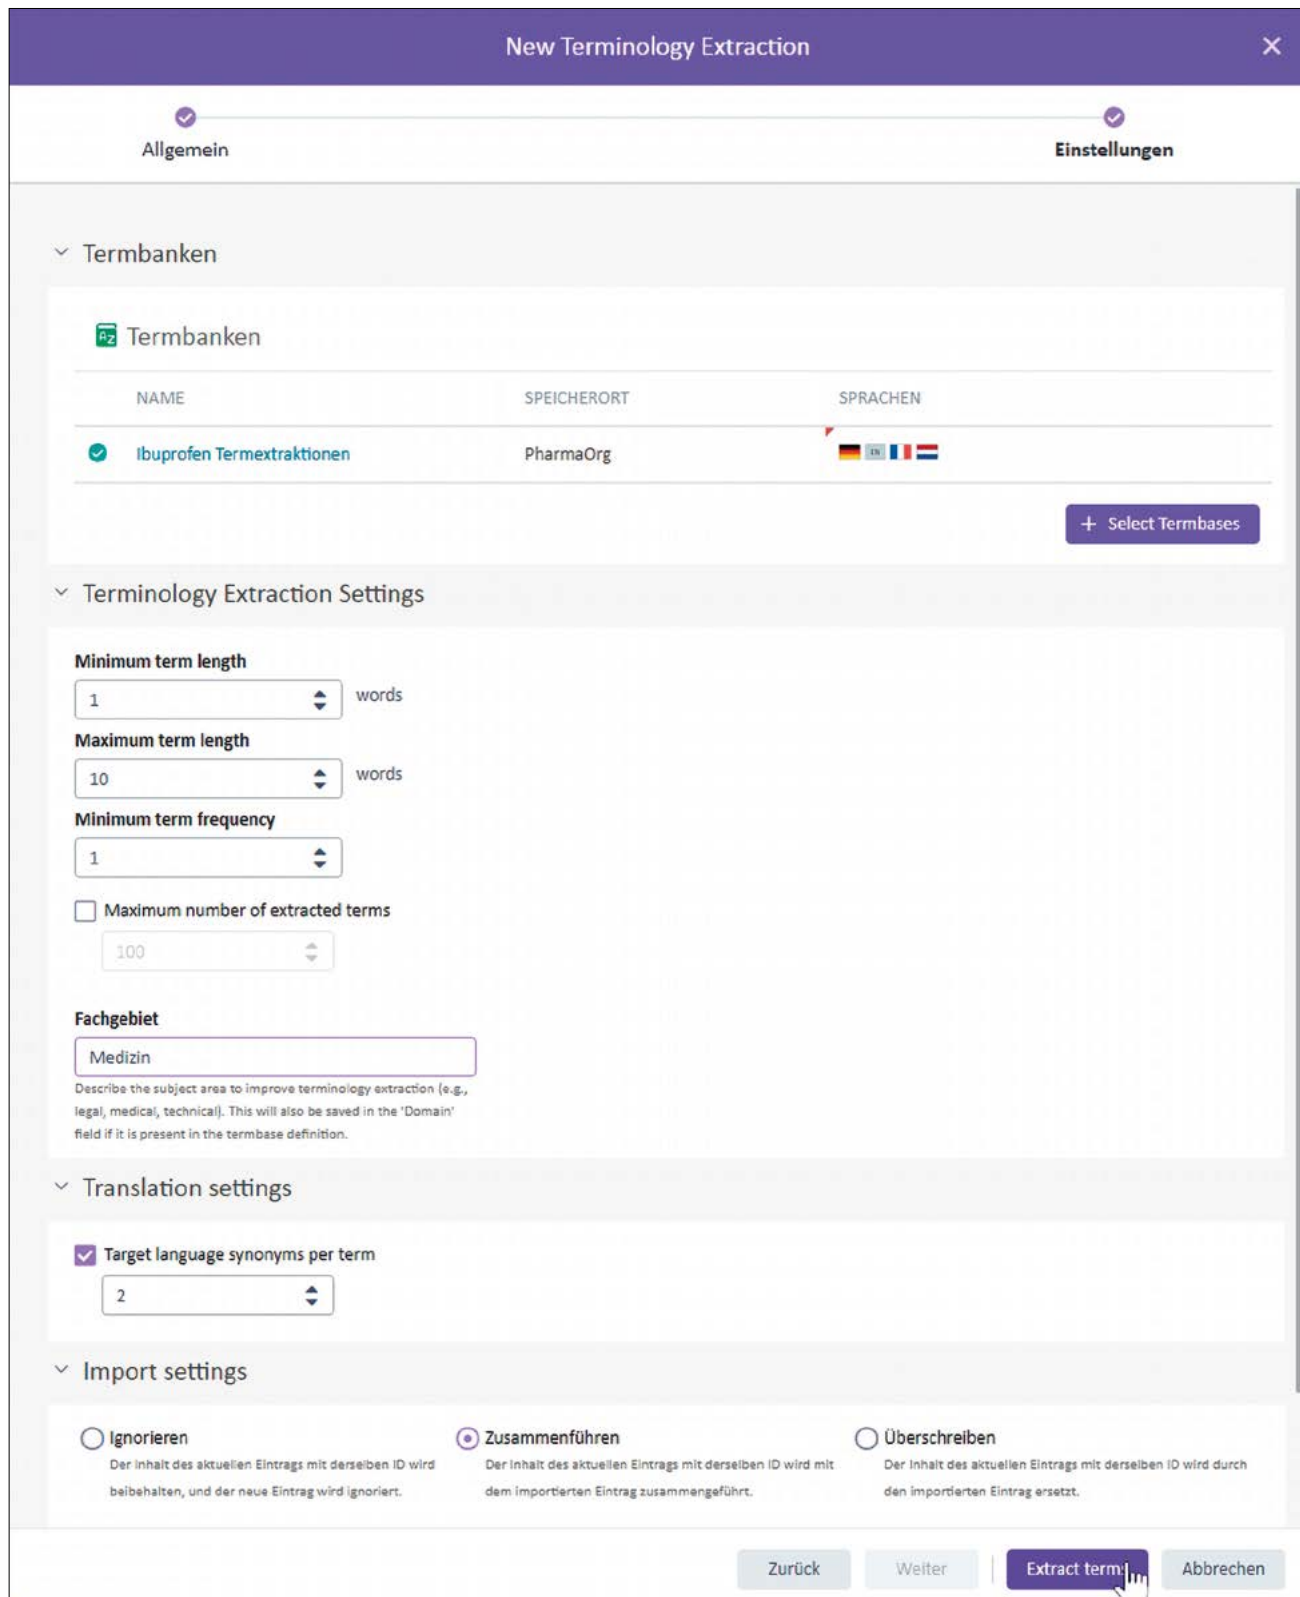 New Terminology Extraction
Allgemein
Einstellungen
Termbanken
Termbanken
NAME SPEICHERORT SPRACHEN
Ibuprofen Termextraktionen PharmaOrg EN
+ Select Termbases
Terminology Extraction Settings
Minimum term length
1 words
Maximum term length
10 words
Minimum term frequency
1
Maximum number of extracted terms
100
Fachgebiet
Medizin
Describe the subject area to improve terminology extraction (e.g.,
legal, medical, technical). This will also be saved in the 'Domain'
field if it is present in the termbase definition.
Translation settings
Target language synonyms per term
2
Import settings
Ignorieren
Der Inhalt des aktuellen Eintrags mit derselben ID wird
beibehalten, und der neue Eintrag wird ignoriert.
Zusammenführen
Der Inhalt des aktuellen Eintrags mit derselben ID wird mit
dem importierten Eintrag zusammengeführt.
Überschreiben
Der Inhalt des aktuellen Eintrags mit derselben ID wird durch
den importierten Eintrag ersetzt.
Zurück Weiter Extract term Abbrechen